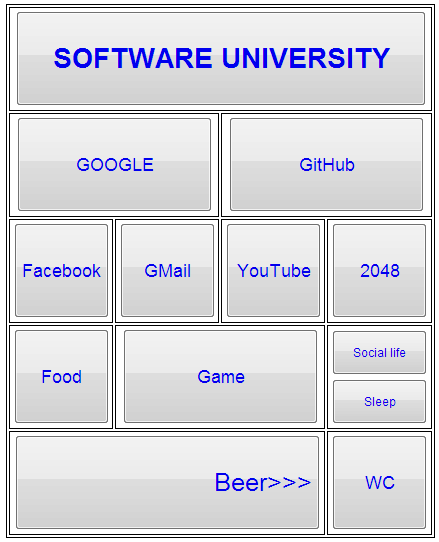 SOFTWARE UNIVERSITY
GOOGLE
GitHub
Facebook
GMail
YouTube
2048
Food
Game
Social life
Sleep
Beer>>>
WC